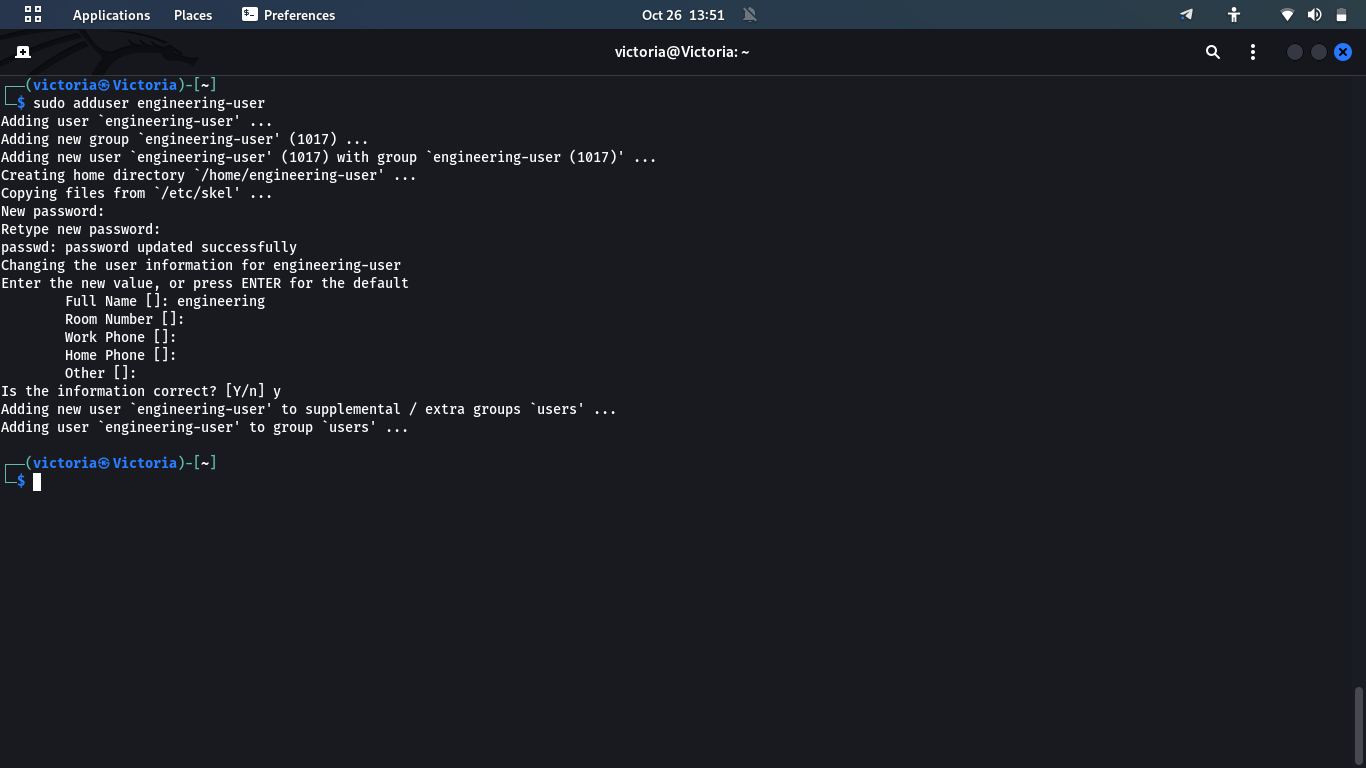 Applications Places Preferences Oct 26 13:51
victoria@Victoria: ~
┌──(victoria㉿Victoria)-[~]
└─$ sudo adduser engineering-user
Adding user `engineering-user' ...
Adding new group `engineering-user' (1017) ...
Adding new user `engineering-user' (1017) with group `engineering-user (1017)' ...
Creating home directory `/home/engineering-user' ...
Copying files from `/etc/skel' ...
New password:
Retype new password:
passwd: password updated successfully
Changing the user information for engineering-user
Enter the new value, or press ENTER for the default
        Full Name []: engineering
        Room Number []:
        Work Phone []:
        Home Phone []:
        Other []:
Is the information correct? [Y/n] y
Adding new user `engineering-user' to supplemental / extra groups `users' ...
Adding user `engineering-user' to group `users' ...
┌──(victoria㉿Victoria)-[~]
└─$